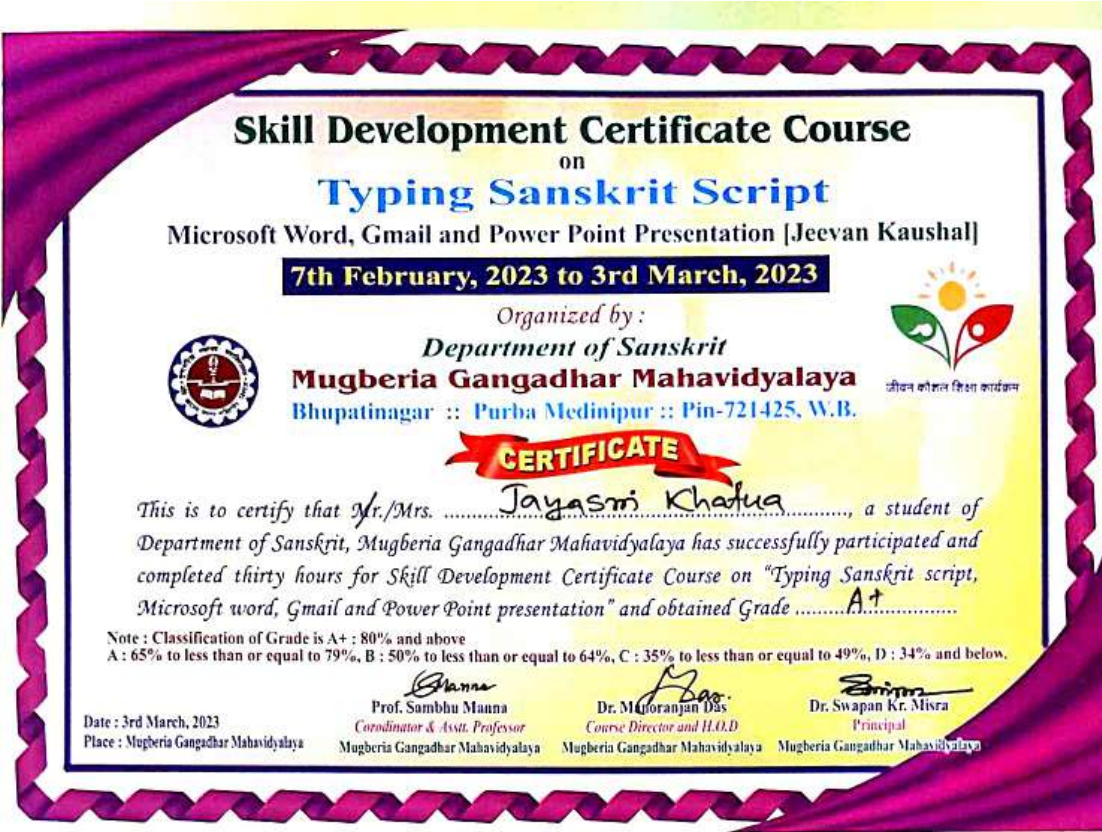 Skill Development Certificate Course
on
Typing Sanskrit Script
Microsoft Word, Gmail and Power Point Presentation [Jeevan Kaushal]
7th February, 2023 to 3rd March, 2023
Organized by :
Department of Sanskrit
Mugberia Gangadhar Mahavidyalaya
Bhupatinagar :: Purba Medinipur :: Pin-721425, W.B.
जीवन कौशल शिक्षा कार्यक्रम
CERTIFICATE
This is to certify that Mr./Mrs. Jayasmi Khatua, a student of
Department of Sanskrit, Mugberia Gangadhar Mahavidyalaya has successfully participated and
completed thirty hours for Skill Development Certificate Course on "Typing Sanskrit script,
Microsoft word, Gmail and Power Point presentation" and obtained Grade A+
Note : Classification of Grade is A+ : 80% and above
A : 65% to less than or equal to 79%, B : 50% to less than or equal to 64%, C : 35% to less than or equal to 49%, D : 34% and below.
Prof. Sambhu Manna
Corodinator & Asstt. Professor
Mugberia Gangadhar Mahavidyalaya
Dr. Manoranjan Das
Course Director and H.O.D
Mugberia Gangadhar Mahavidyalaya
Dr. Swapan Kr. Misra
Principal
Mugberia Gangadhar Mahavidyalaya
Date : 3rd March, 2023
Place : Mugberia Gangadhar Mahavidyalaya